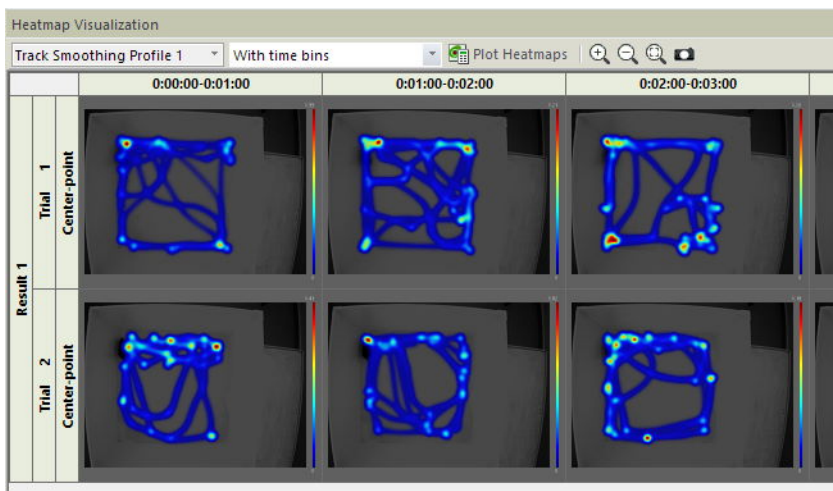 Heatmap Visualization
Track Smoothing Profile 1 With time bins Plot Heatmaps
0:00:00-0:01:00 0:01:00-0:02:00 0:02:00-0:03:00
Result 1
Trial 1
Center-point
Trial 2
Center-point